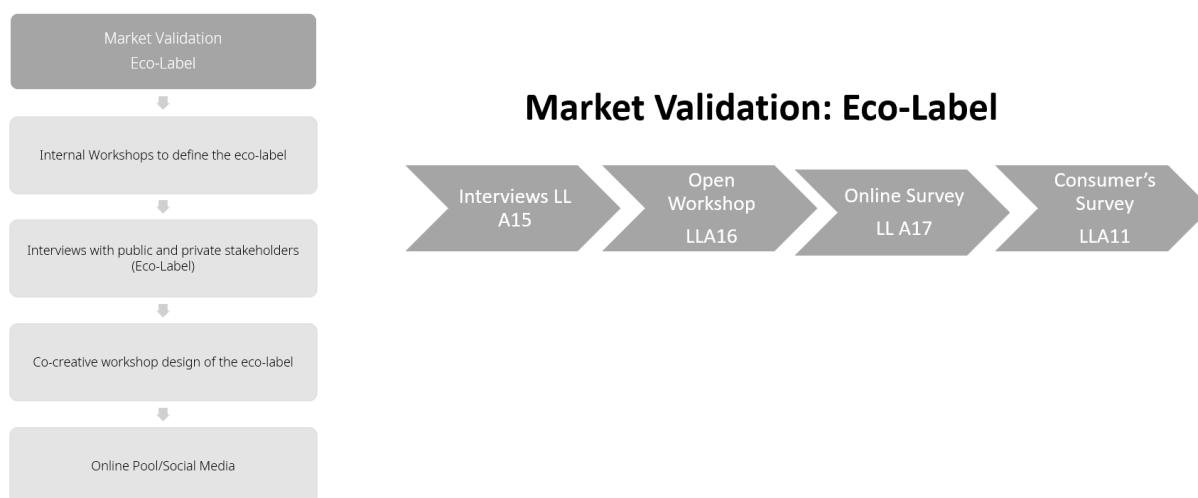 Market Validation
Eco-Label
Internal Workshops to define the eco-label
Interviews with public and private stakeholders
(Eco-Label)
Co-creative workshop design of the eco-label
Online Pool/Social Media
Market Validation: Eco-Label
Interviews LL
A15
Open
Workshop
LLA16
Online Survey
LL A17
Consumer's
Survey
LLA11